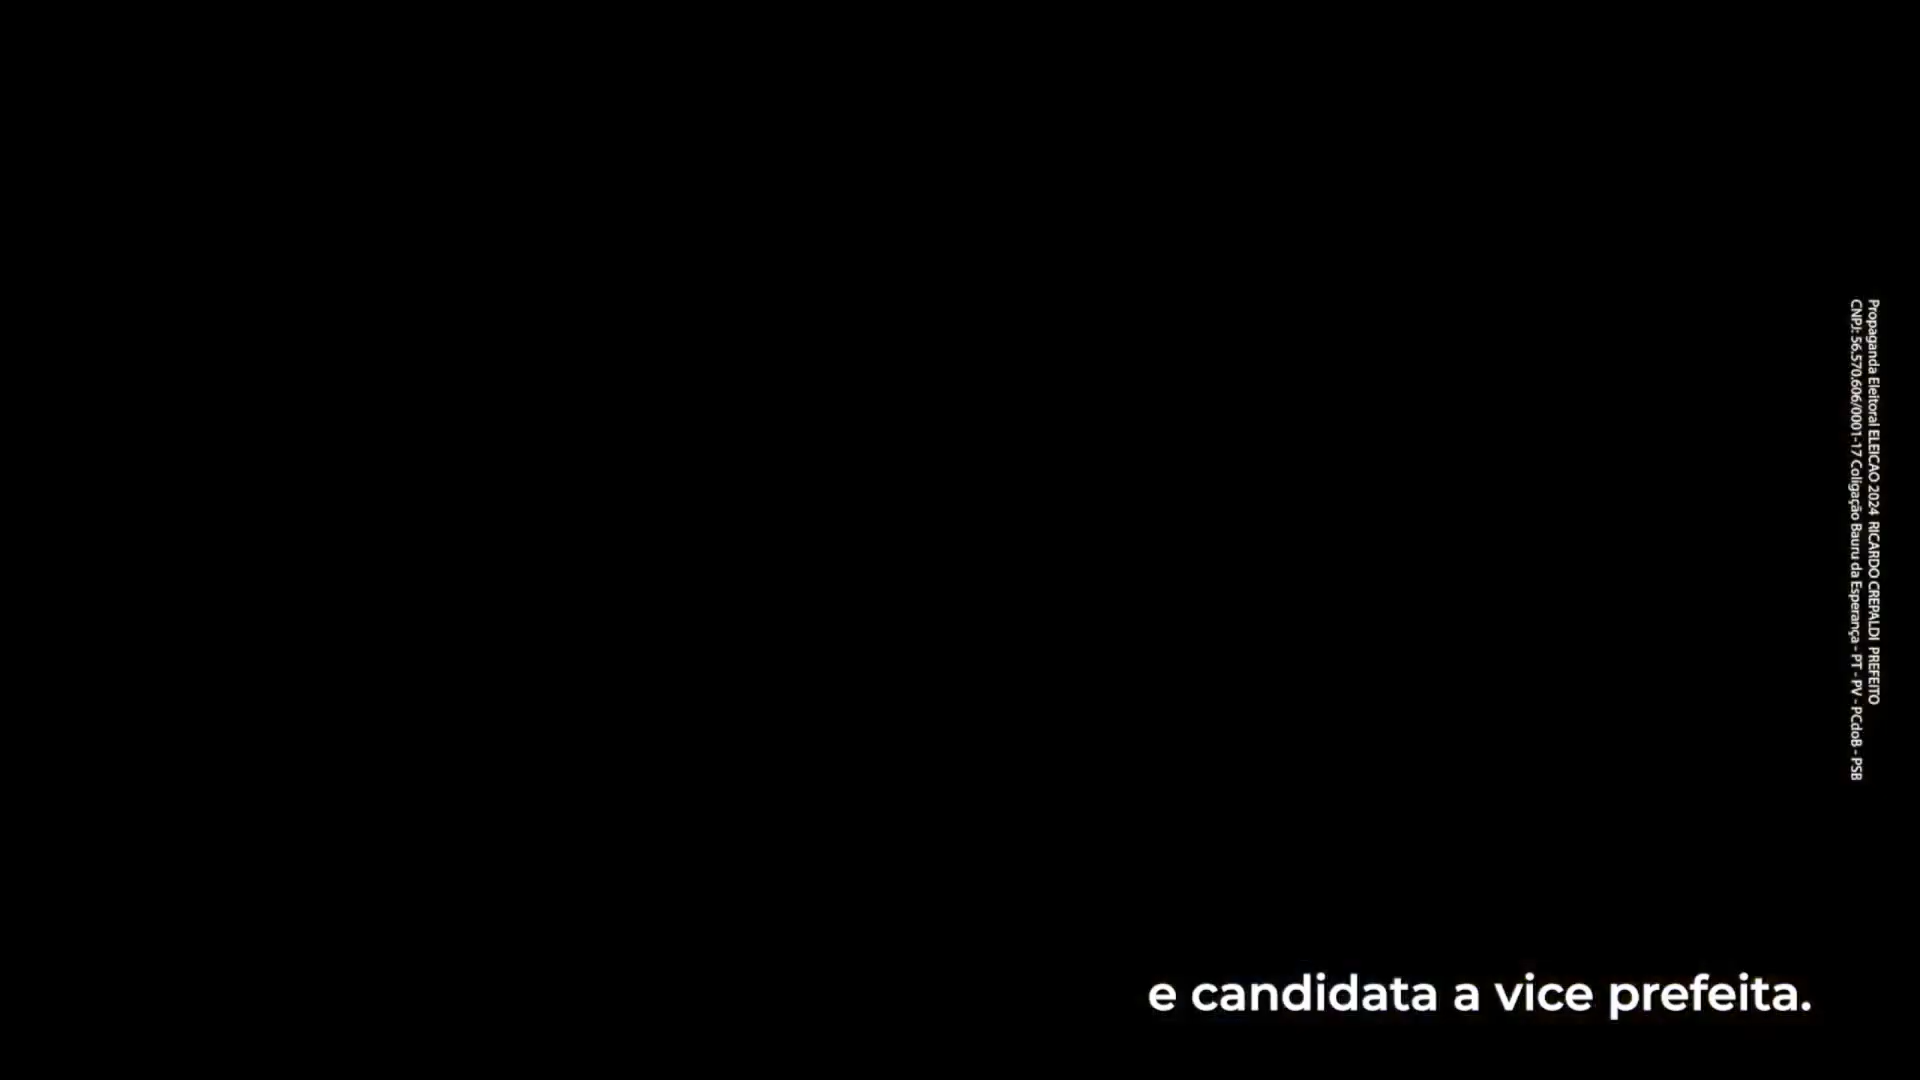 Propaganda Eleitoral ELEICAO 2024 RICARDO CREPALDI PREFEITO
CNPJ: 56.570.606/0001-17 Coligação Bauru da Esperança - PT - PV - PCdoB - PSB
e candidata a vice prefeita.